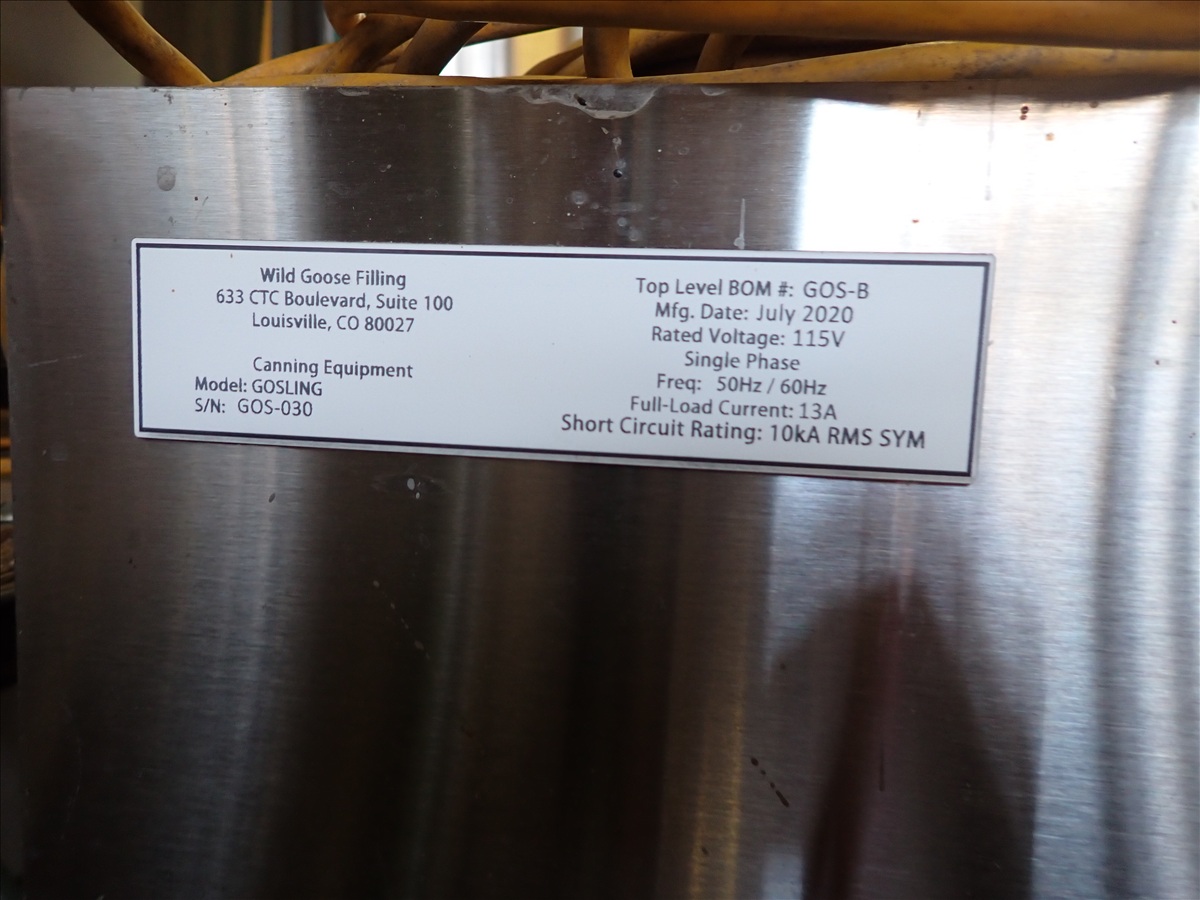 Wild Goose Filling
633 CTC Boulevard, Suite 100
Louisville, CO 80027
Canning Equipment
Model: GOSLING
S/N: GOS-030
Top Level BOM #: GOS-B
Mfg. Date: July 2020
Rated Voltage: 115V
Single Phase
Freq: 50Hz / 60Hz
Full-Load Current: 13A
Short Circuit Rating: 10kA RMS SYM